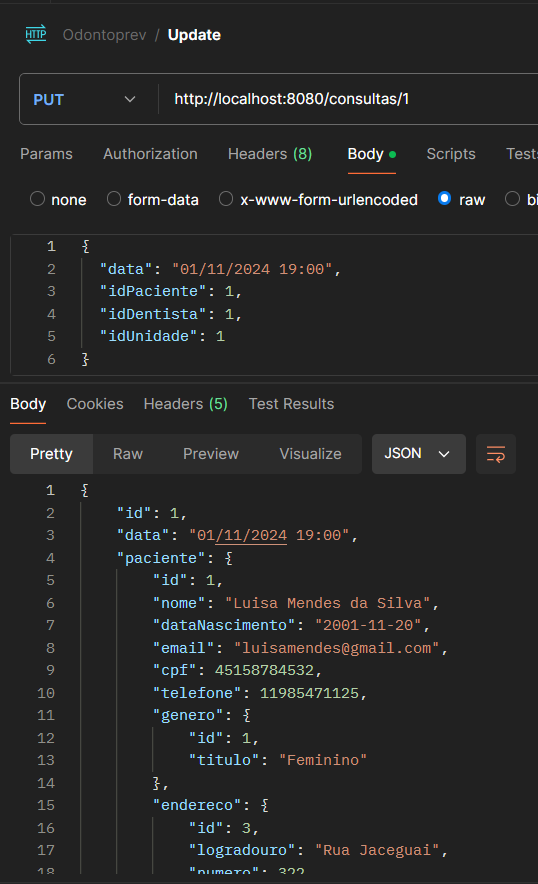 HTTP Odontoprev / Update
PUT http://localhost:8080/consultas/1
Params Authorization Headers (8) Body Scripts Tests
none form-data x-www-form-urlencoded raw bi
1 {
2 "data": "01/11/2024 19:00",
3 "idPaciente": 1,
4 "idDentista": 1,
5 "idUnidade": 1
6 }
Body Cookies Headers (5) Test Results
Pretty Raw Preview Visualize JSON
1 {
2 "id": 1,
3 "data": "01/11/2024 19:00",
4 "paciente": {
5 "id": 1,
6 "nome": "Luisa Mendes da Silva",
7 "dataNascimento": "2001-11-20",
8 "email": "luisamendes@gmail.com",
9 "cpf": 45158784532,
10 "telefone": 11985471125,
11 "genero": {
12 "id": 1,
13 "titulo": "Feminino"
14 },
15 "endereco": {
16 "id": 3,
17 "logradouro": "Rua Jaceguai",
18 "numero": 322